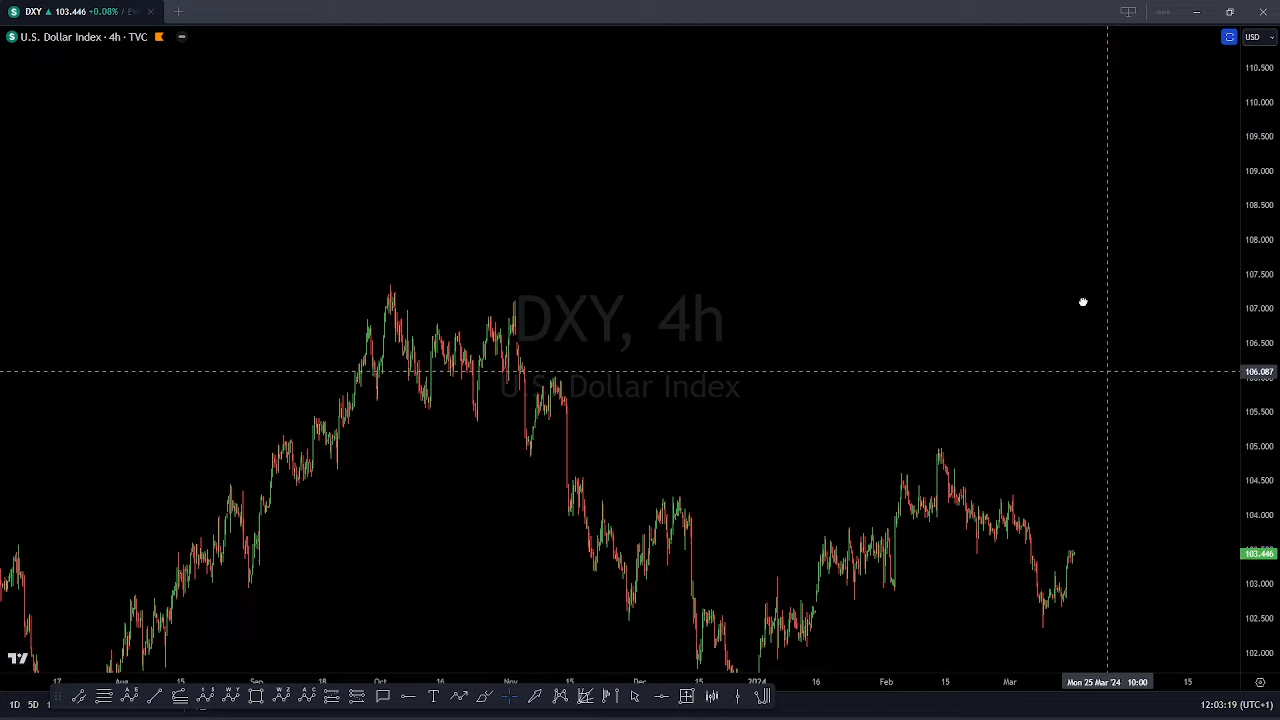 DXY ▲ 103.446 +0.08% /
U.S. Dollar Index · 4h · TVC
USD
110.500
110.000
109.500
109.000
108.500
108.000
107.500
107.000
106.500
106.087
105.500
105.000
104.500
104.000
103.446
103.000
102.500
102.000
DXY, 4h
U.S. Dollar Index
17 Aug 15 Sep 18 Oct 16 Nov 15 Dec 15 2024 16 Feb 15 Mar Mon 25 Mar '24 10:00 15
1D 5D 12:03:19 (UTC+1)